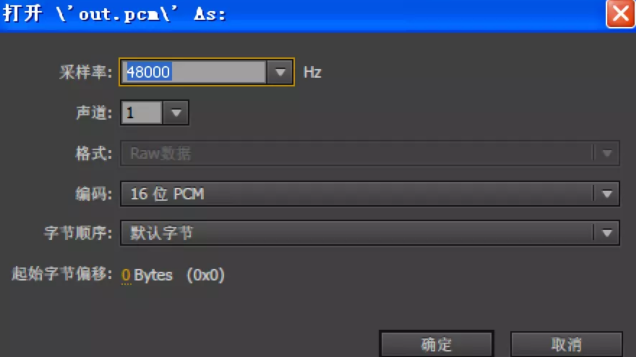 打开 \'out.pcm\' As:
采样率: 48000 Hz
声道: 1
格式: Raw数据
编码: 16 位 PCM
字节顺序: 默认字节
起始字节偏移: 0 Bytes (0x0)
确定 取消